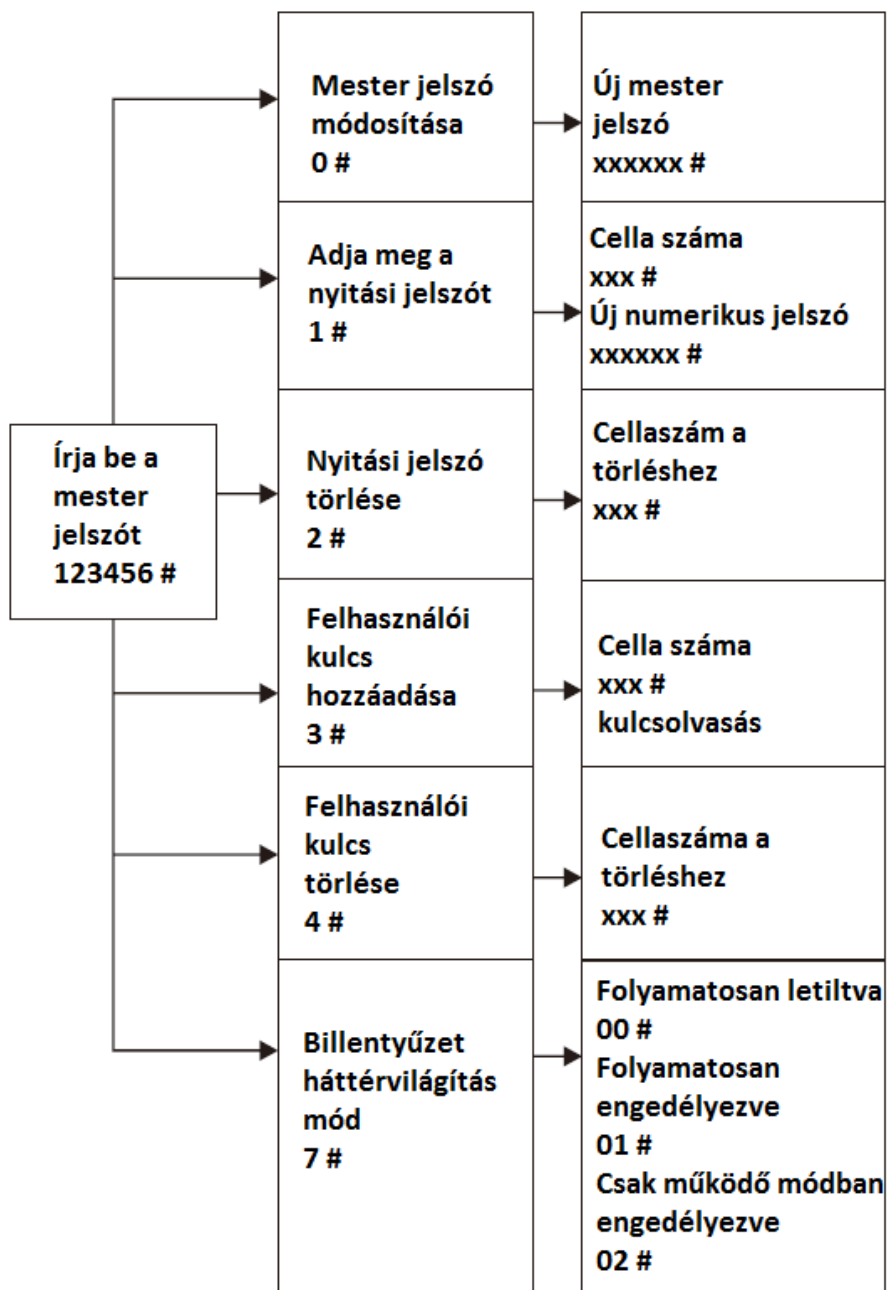 Írja be a
mester
jelszót
123456 #
Mester jelszó
módosítása
0 #
Új mester
jelszó
xxxxxx #
Adja meg a
nyitási jelszót
1 #
Cella száma
xxx #
Új numerikus jelszó
xxxxxx #
Nyitási jelszó
törlése
2 #
Cellaszám a
törléshez
xxx #
Felhasználói
kulcs
hozzáadása
3 #
Cella száma
xxx #
kulcsolvasás
Felhasználói
kulcs
törlése
4 #
Cellaszáma a
törléshez
xxx #
Billentyűzet
háttérvilágítás
mód
7 #
Folyamatosan letiltva
00 #
Folyamatosan
engedélyezve
01 #
Csak működő módban
engedélyezve
02 #